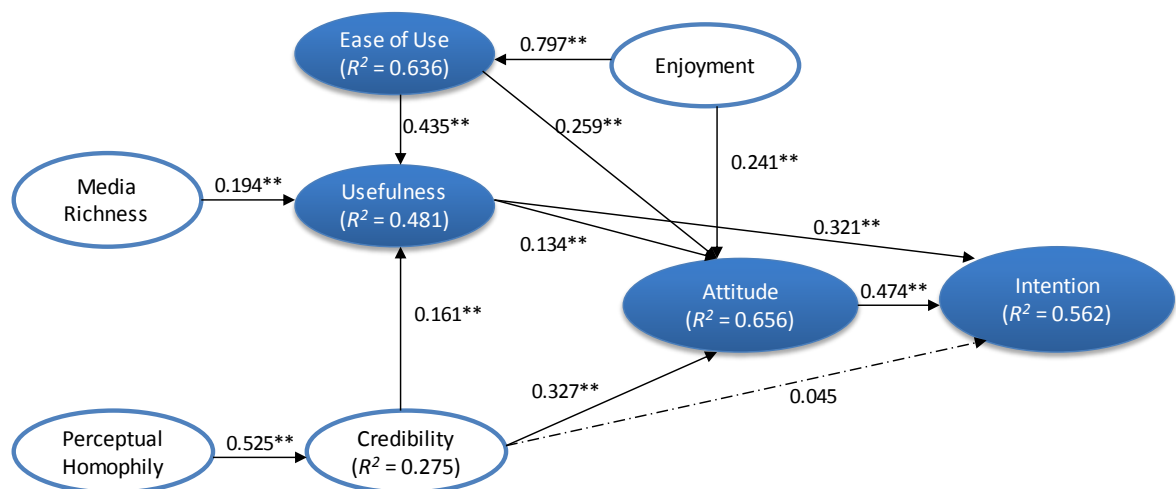 Ease of Use
(R² = 0.636)
0.797**
Enjoyment
0.435**
0.259**
0.241**
Media
Richness
0.194**
Usefulness
(R² = 0.481)
0.134**
0.321**
Attitude
(R² = 0.656)
0.474**
Intention
(R² = 0.562)
0.161**
0.327**
0.045
Perceptual
Homophily
0.525**
Credibility
(R² = 0.275)